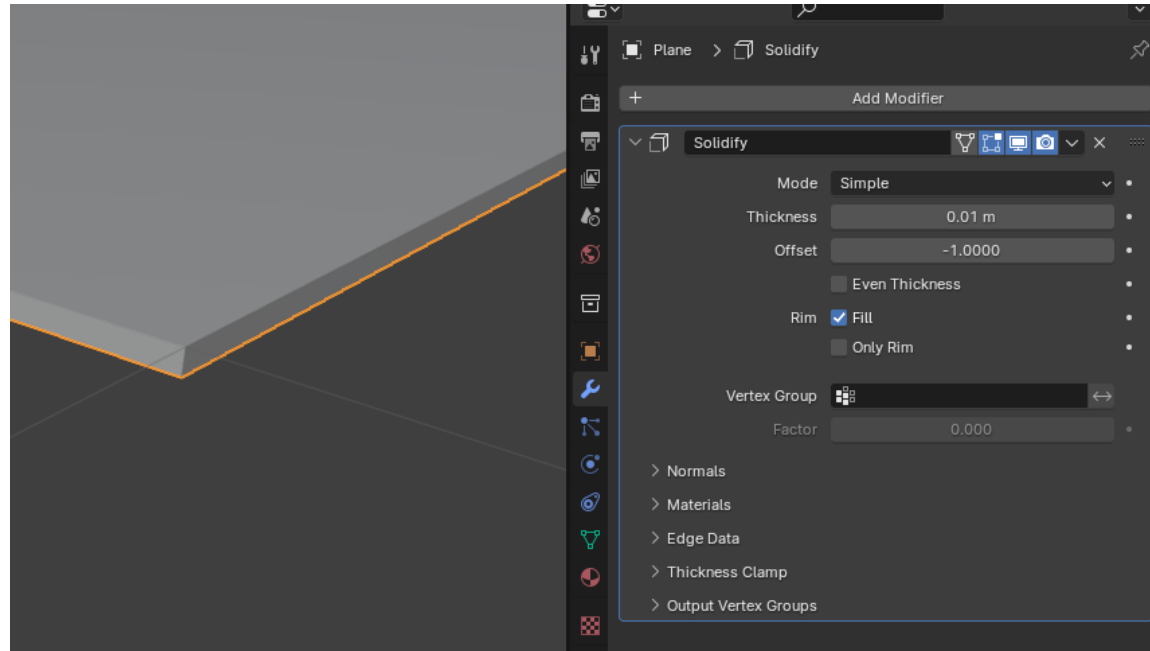 Plane > Solidify
+ Add Modifier
Solidify
Mode Simple
Thickness 0.01 m
Offset -1.0000
Even Thickness
Rim Fill
Only Rim
Vertex Group
Factor 0.000
> Normals
> Materials
> Edge Data
> Thickness Clamp
> Output Vertex Groups